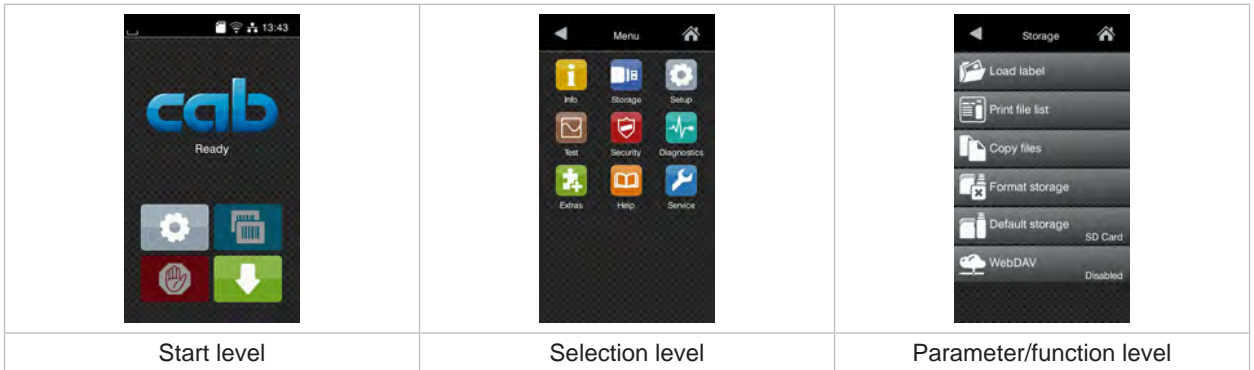 13:43
cab
Ready
Start level
Menu
Info Storage Setup
Test Security Diagnostics
Extras Help Service
Selection level
Storage
Load label
Print file list
Copy files
Format storage
Default storage
SD Card
WebDAV
Disabled
Parameter/function level